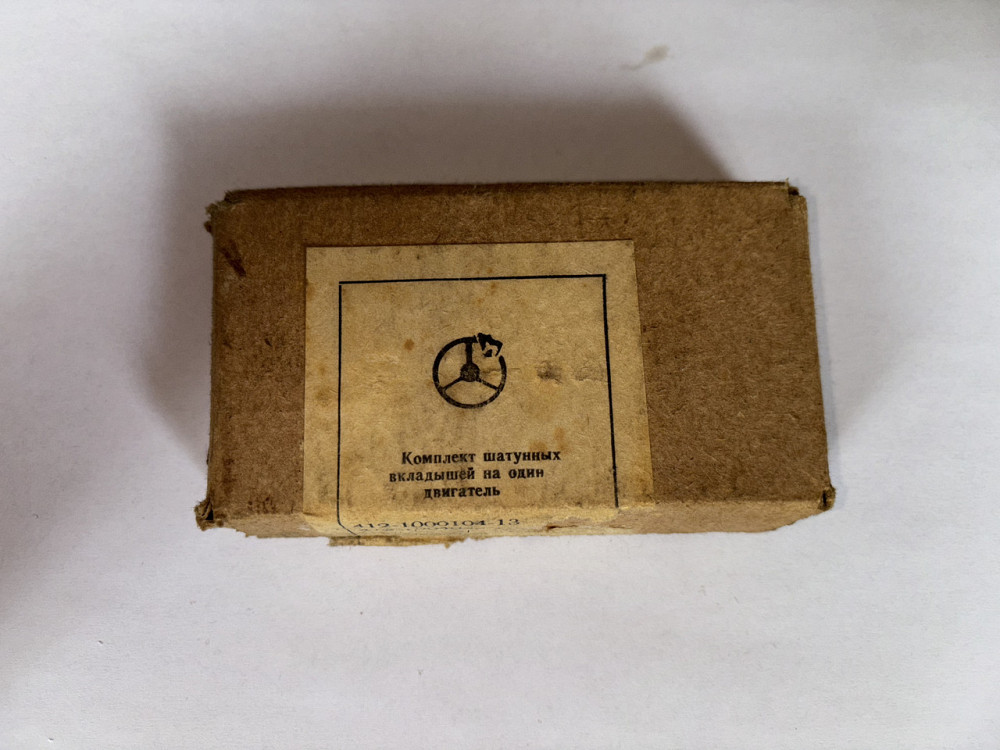 Комплект шатунных
вкладышей на один
двигатель
412-1000104-13